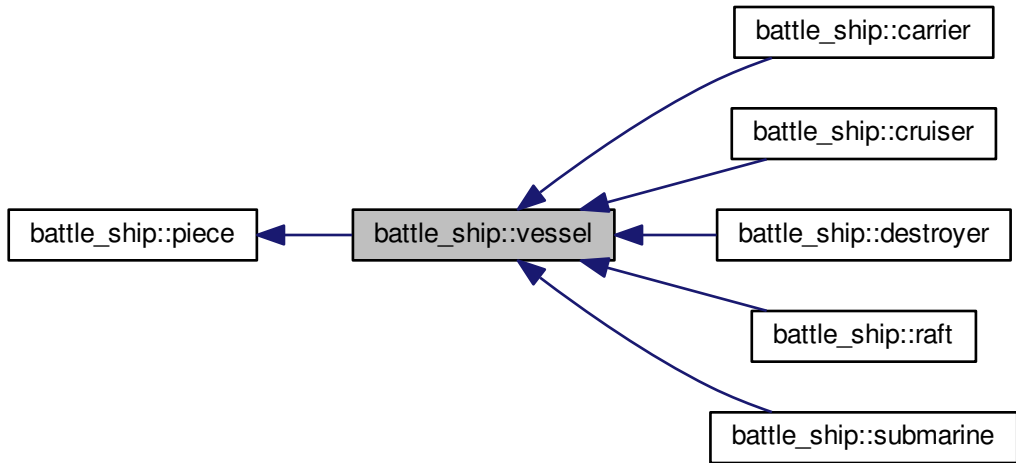 battle_ship::carrier
battle_ship::cruiser
battle_ship::piece
battle_ship::vessel
battle_ship::destroyer
battle_ship::raft
battle_ship::submarine